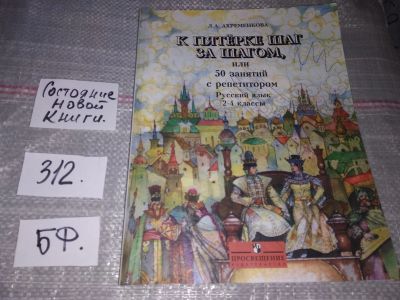 Л.А. АХРЕМЕНКОВА
К ПЯТЁРКЕ ШАГ
ЗА ШАГОМ,
или
50 занятий
с репетитором
Русский язык
2-4 классы
ПРОСВЕЩЕНИЕ
ИЗДАТЕЛЬСТВО
Состояние
Новой
Книги.
312.
БФ.